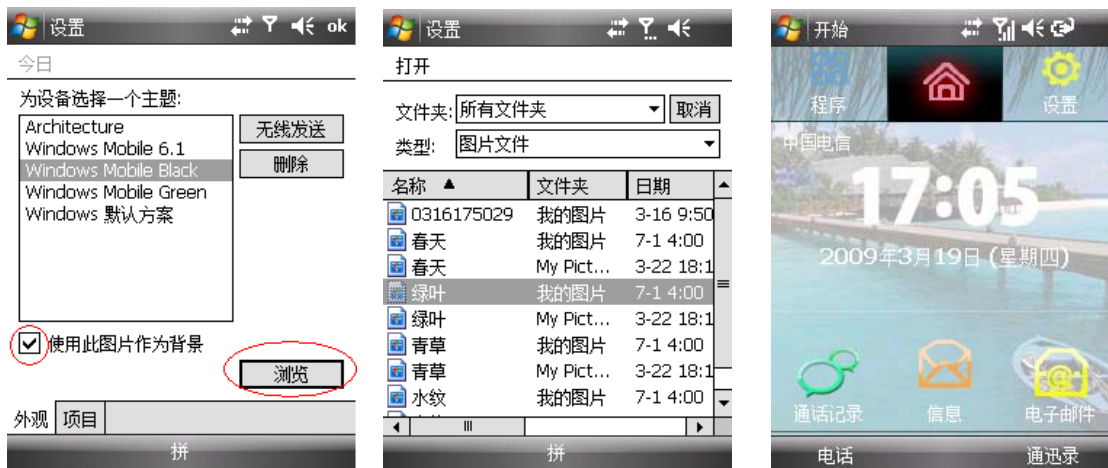 设置
ok
今日
为设备选择一个主题:
Architecture
Windows Mobile 6.1
Windows Mobile Black
Windows Mobile Green
Windows 默认方案
无线发送
删除
使用此图片作为背景
浏览
外观 项目
拼
设置
打开
文件夹: 所有文件夹 取消
类型: 图片文件
名称 文件夹 日期
0316175029 我的图片 3-16 9:50
春天 我的图片 7-1 4:00
春天 My Pict... 3-22 18:1
绿叶 我的图片 7-1 4:00
绿叶 My Pict... 3-22 18:1
青草 我的图片 7-1 4:00
青草 My Pict... 3-22 18:1
水纹 我的图片 7-1 4:00
拼
开始
程序 设置
中国电信
17:05
2009年3月19日 (星期四)
通话记录 信息 电子邮件
电话 通迅录